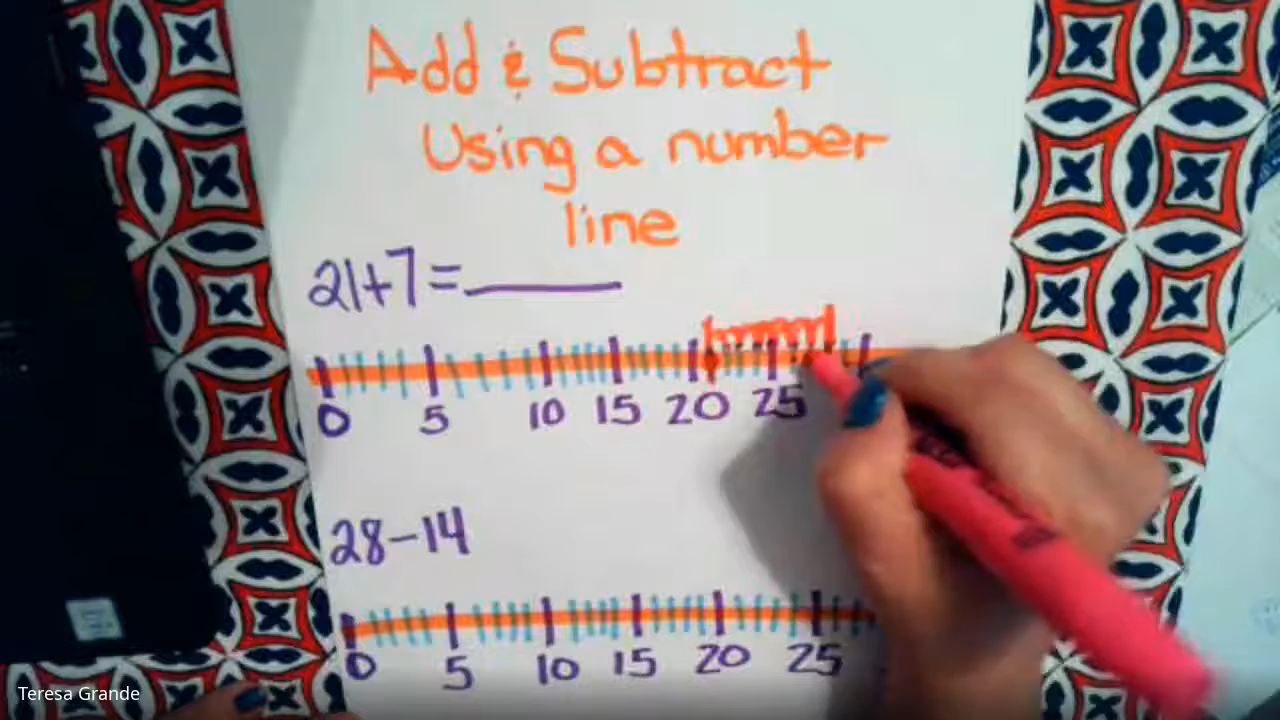 Add & Subtract
Using a number
line
21+7=
0 5 10 15 20 25
28-14
0 5 10 15 20 25
Teresa Grande